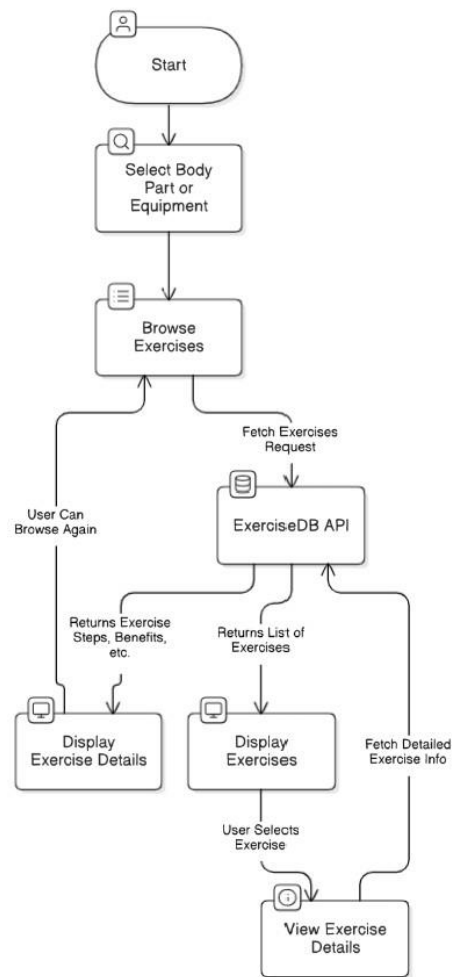 Start
Select Body
Part or
Equipment
Browse
Exercises
Fetch Exercises
Request
ExerciseDB API
User Can
Browse Again
Returns Exercise
Steps, Benefits,
etc.
Returns List of
Exercises
Display
Exercise Details
Display
Exercises
Fetch Detailed
Exercise Info
User Selects
Exercise
View Exercise
Details